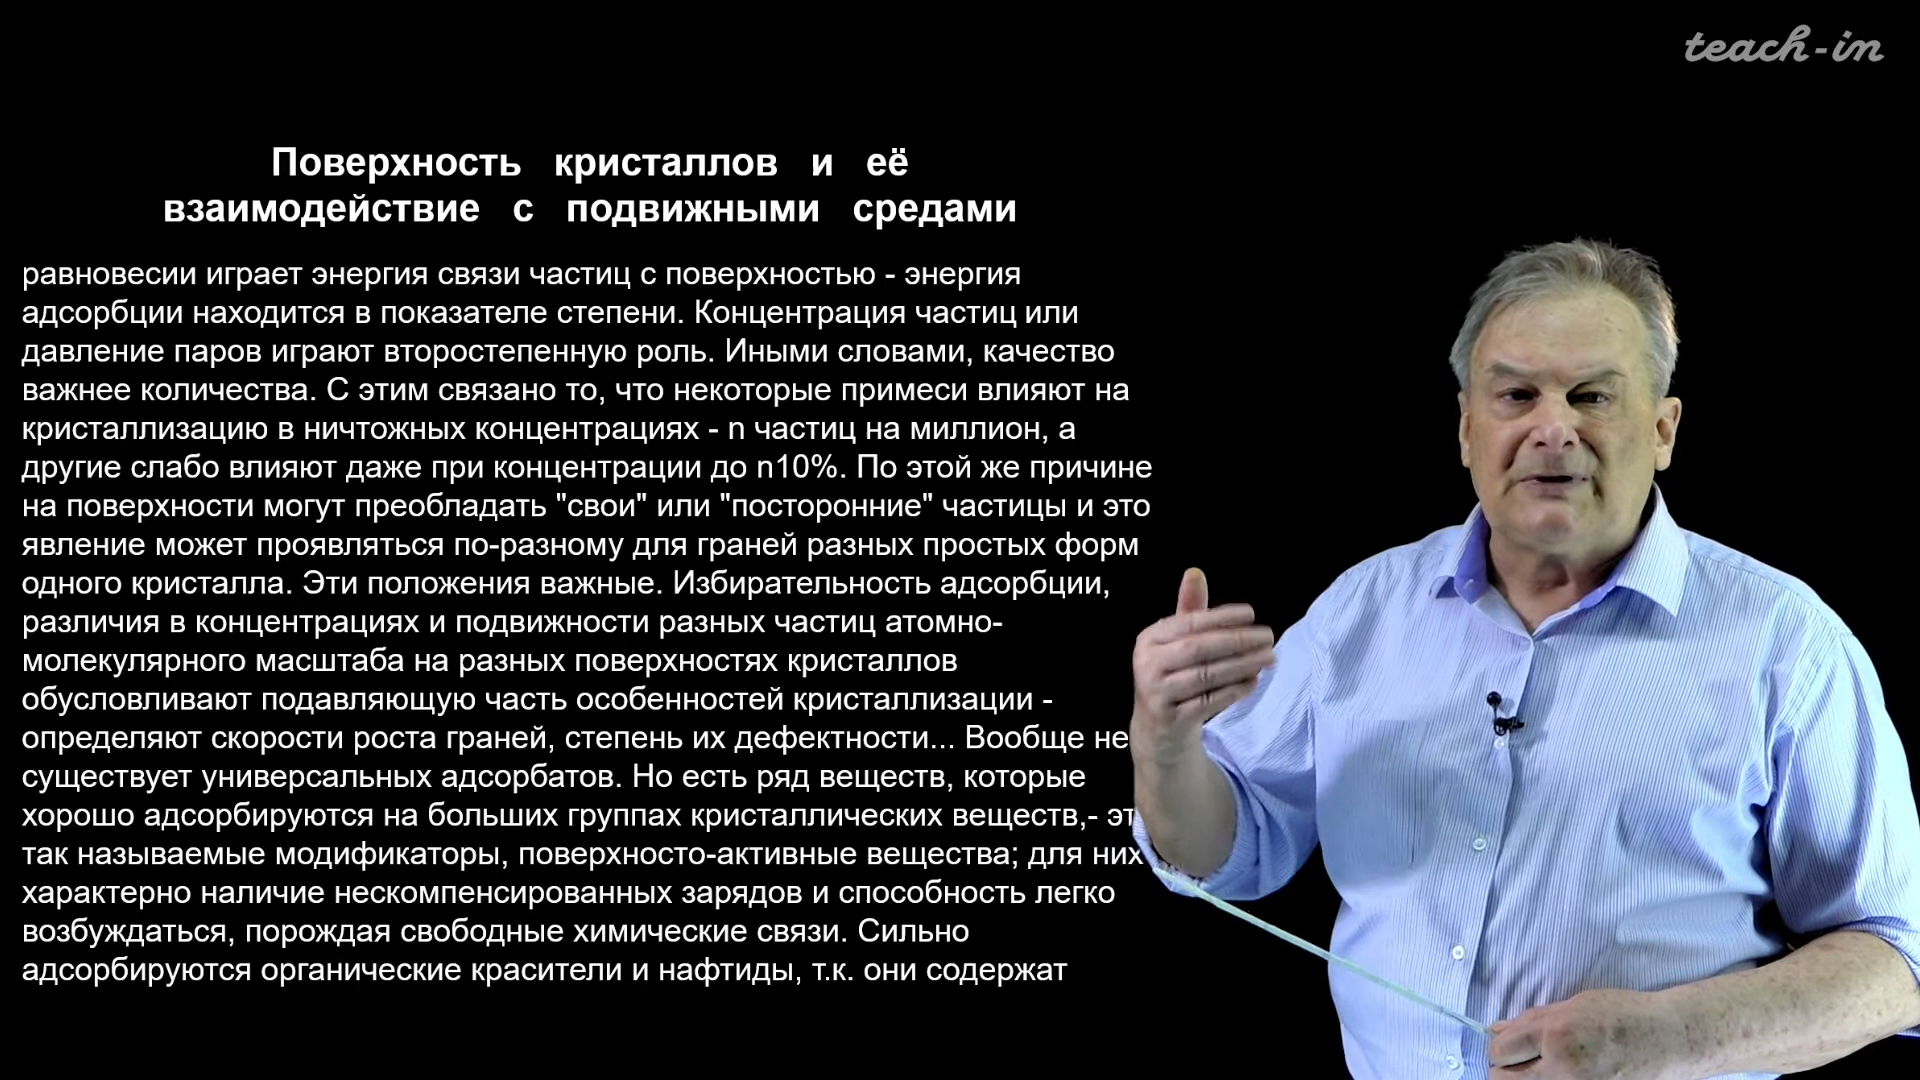 teach-in
Поверхность кристаллов и её
взаимодействие с подвижными средами
равновесии играет энергия связи частиц с поверхностью - энергия
адсорбции находится в показателе степени. Концентрация частиц или
давление паров играют второстепенную роль. Иными словами, качество
важнее количества. С этим связано то, что некоторые примеси влияют на
кристаллизацию в ничтожных концентрациях - n частиц на миллион, а
другие слабо влияют даже при концентрации до n10%. По этой же причине
на поверхности могут преобладать "свои" или "посторонние" частицы и это
явление может проявляться по-разному для граней разных простых форм
одного кристалла. Эти положения важные. Избирательность адсорбции,
различия в концентрациях и подвижности разных частиц атомно-
молекулярного масштаба на разных поверхностях кристаллов
обусловливают подавляющую часть особенностей кристаллизации -
определяют скорости роста граней, степень их дефектности... Вообще не
существует универсальных адсорбатов. Но есть ряд веществ, которые
хорошо адсорбируются на больших группах кристаллических веществ,-
так называемые модификаторы, поверхносто-активные вещества; для них
характерно наличие нескомпенсированных зарядов и способность легко
возбуждаться, порождая свободные химические связи. Сильно
адсорбируются органические красители и нафтиды, т.к. они содержат